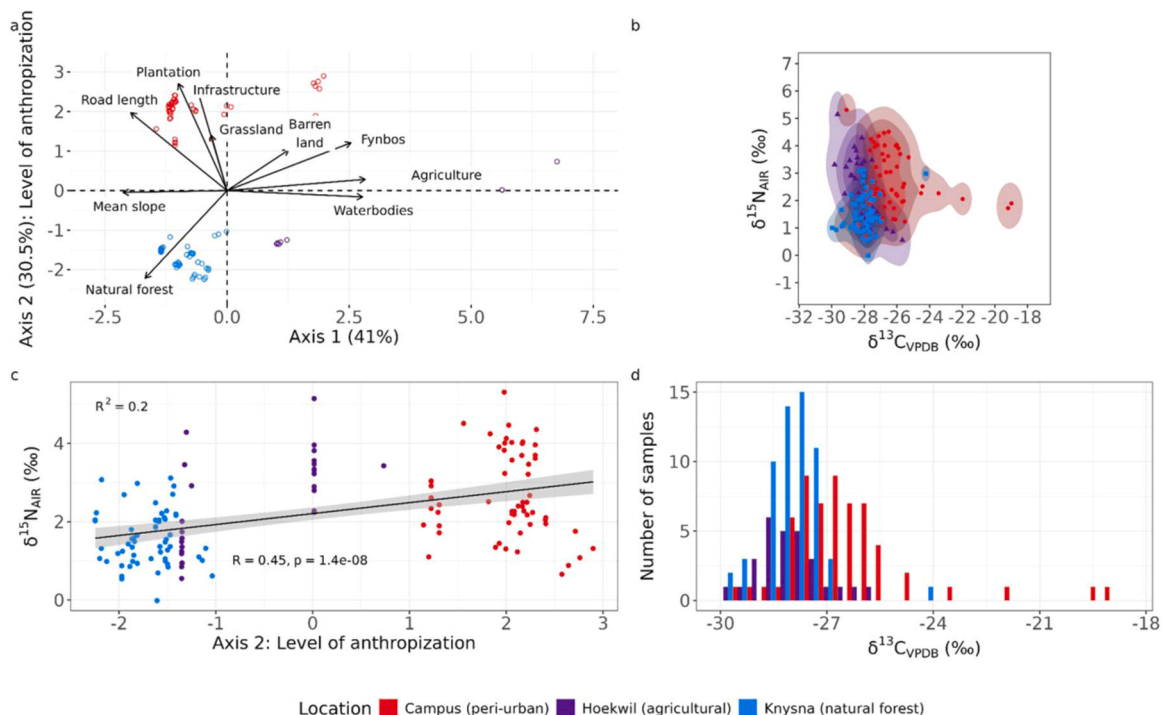 a
Axis 2 (30.5%): Level of anthropization
3
2
1
0
-1
-2
Plantation
Infrastructure
Road length
Grassland
Barren
land
Fynbos
Agriculture
Mean slope
Waterbodies
Natural forest
-2.5 0.0 2.5 5.0 7.5
Axis 1 (41%)
b
δ¹⁵N_AIR (‰)
7
6
5
4
3
2
1
0
-1
-32 -30 -28 -26 -24 -22 -20 -18
δ¹³C_VPDB (‰)
c
δ¹⁵N_AIR (‰)
4
2
0
R² = 0.2
R = 0.45, p = 1.4e-08
-2 -1 0 1 2 3
Axis 2: Level of anthropization
d
Number of samples
15
10
5
0
-30 -27 -24 -21 -18
δ¹³C_VPDB (‰)
Location Campus (peri-urban) Hoekwil (agricultural) Knysna (natural forest)